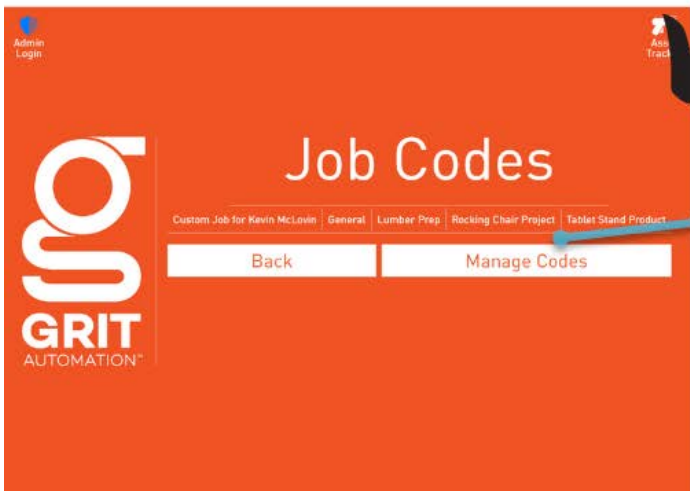 Admin
Login
Job Codes
Custom Job for Kevin McLovin General Lumber Prep Rocking Chair Project Tablet Stand Product
Back Manage Codes
GRIT
AUTOMATION™